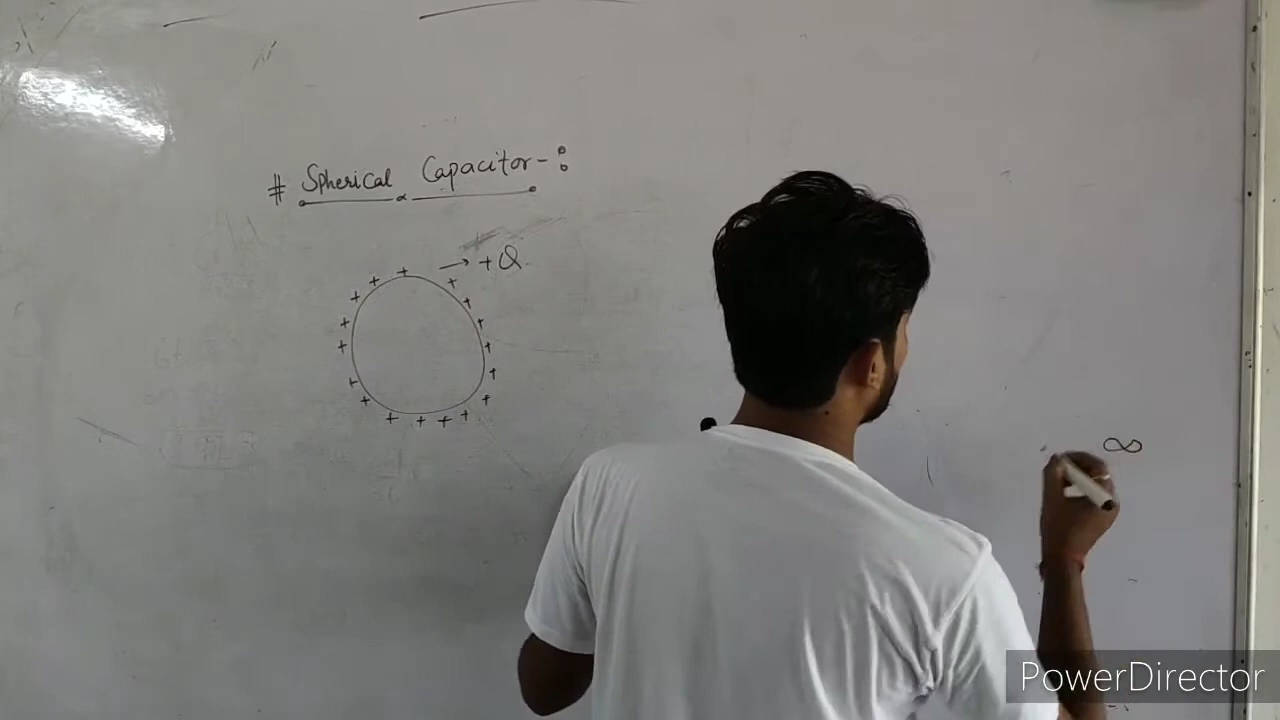 # Spherical Capacitor -:
→ +Q
∞
PowerDirector